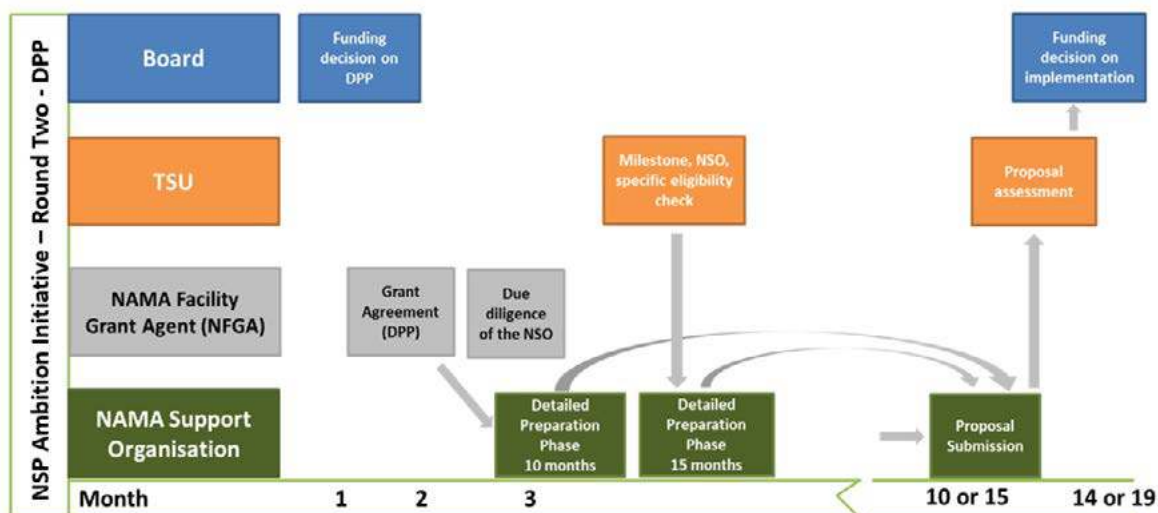 NSP Ambition Initiative – Round Two - DPP
Board
Funding
decision on
DPP
Funding
decision on
implementation
TSU
Milestone, NSO,
specific eligibility
check
Proposal
assessment
NAMA Facility
Grant Agent (NFGA)
Grant
Agreement
(DPP)
Due
diligence
of the NSO
NAMA Support
Organisation
Detailed
Preparation
Phase
10 months
Detailed
Preparation
Phase
15 months
Proposal
Submission
Month 1 2 3 10 or 15 14 or 19